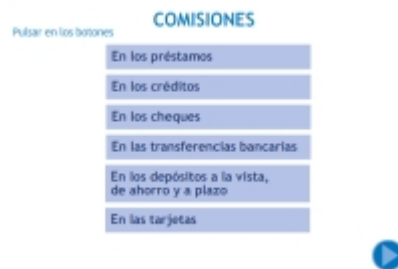 COMISIONES
Pulsar en los botones
En los préstamos
En los créditos
En los cheques
En las transferencias bancarias
En los depósitos a la vista,
de ahorro y a plazo
En las tarjetas